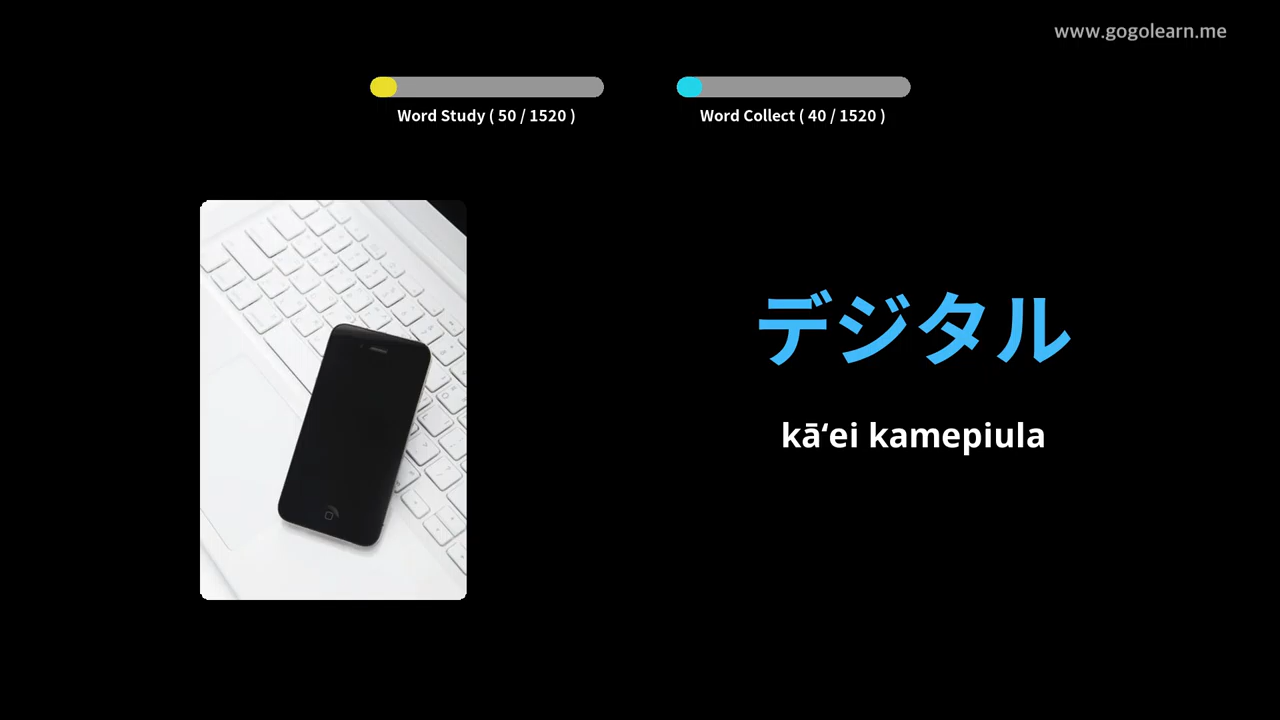 www.gogolearn.me
Word Study ( 50 / 1520 )
Word Collect ( 40 / 1520 )
デジタル
kāʻei kamepiula